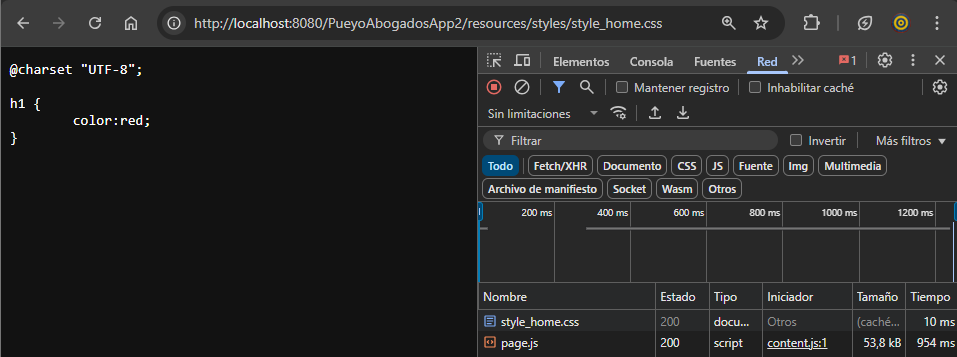 http://localhost:8080/PueyoAbogadosApp2/resources/styles/style_home.css
@charset "UTF-8";
h1 {
color:red;
}
Elementos Consola Fuentes Red 1
Mantener registro Inhabilitar caché
Sin limitaciones
Filtrar Invertir Más filtros
Todo Fetch/XHR Documento CSS JS Fuente Img Multimedia
Archivo de manifiesto Socket Wasm Otros
200 ms 400 ms 600 ms 800 ms 1000 ms 1200 ms
Nombre Estado Tipo Iniciador Tamaño Tiempo
style_home.css 200 docu... Otros (caché... 10 ms
page.js 200 script content.js:1 53,8 kB 954 ms